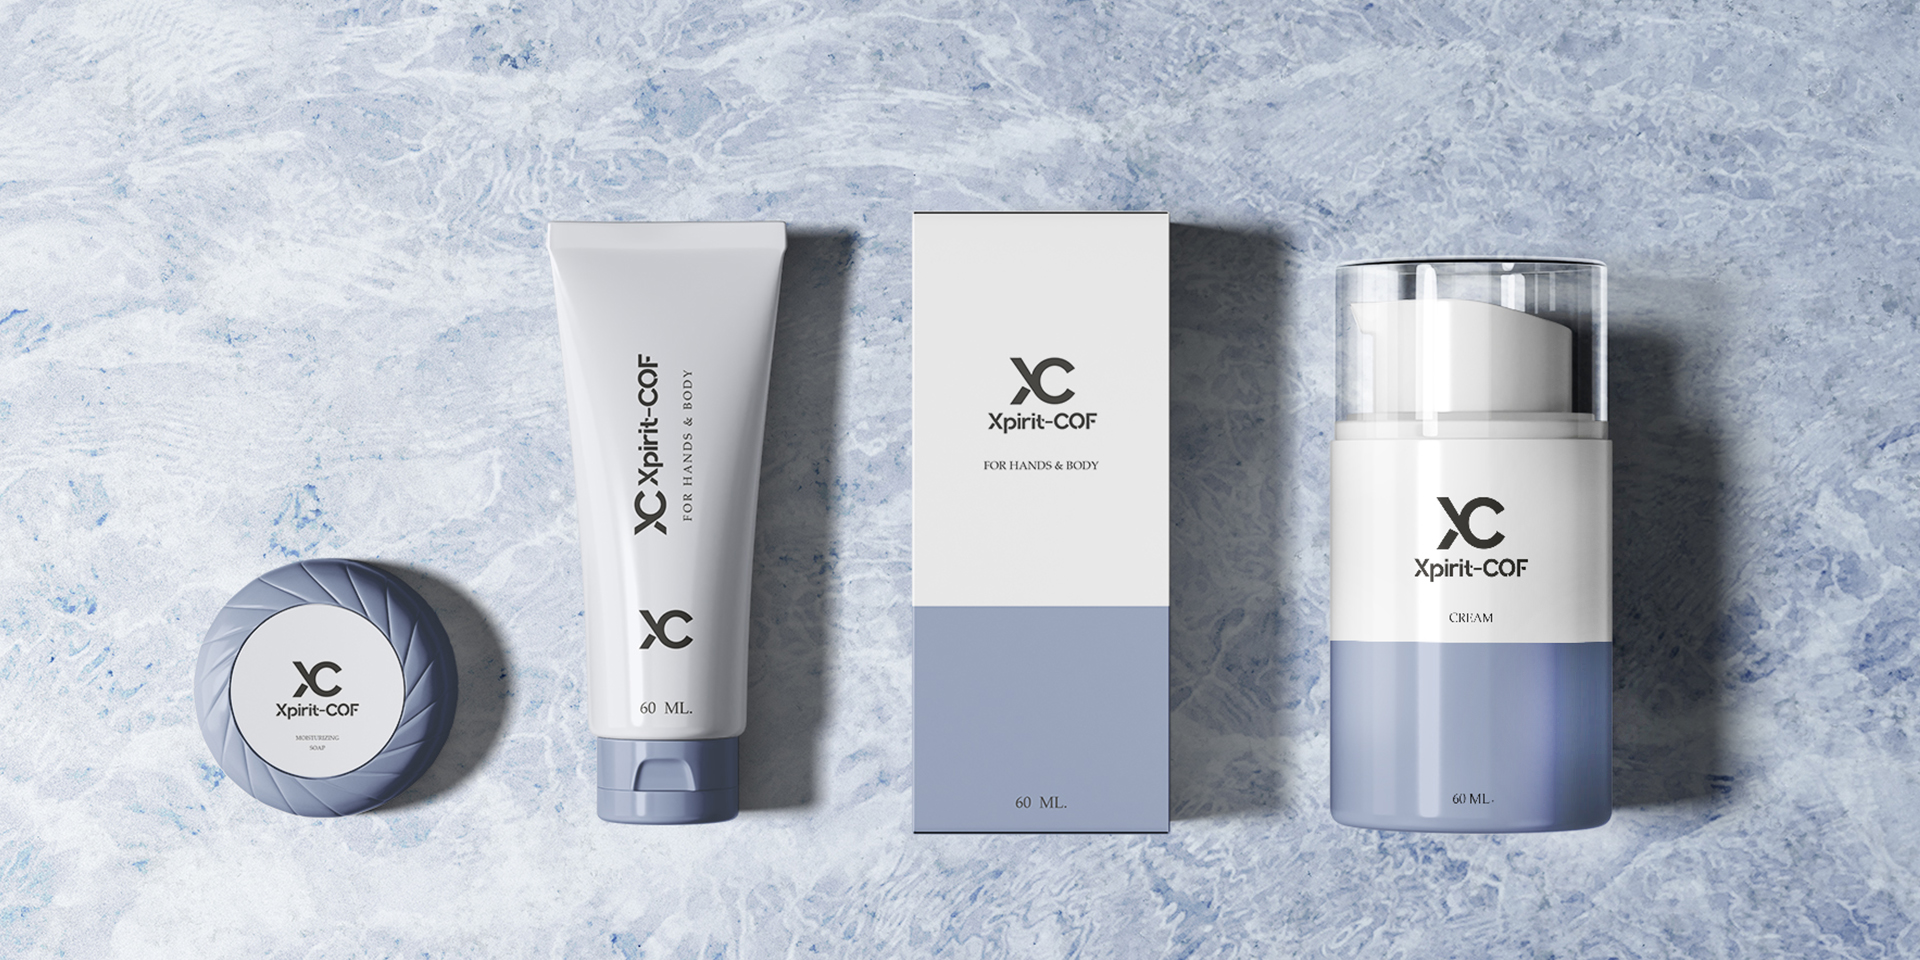 XC
Xpirit-COF
MOISTURIZING
SOAP
XC Xpirit-COF
FOR HANDS & BODY
XC
60 ML.
XC
Xpirit-COF
FOR HANDS & BODY
60 ML.
XC
Xpirit-COF
CREAM
60 ML.